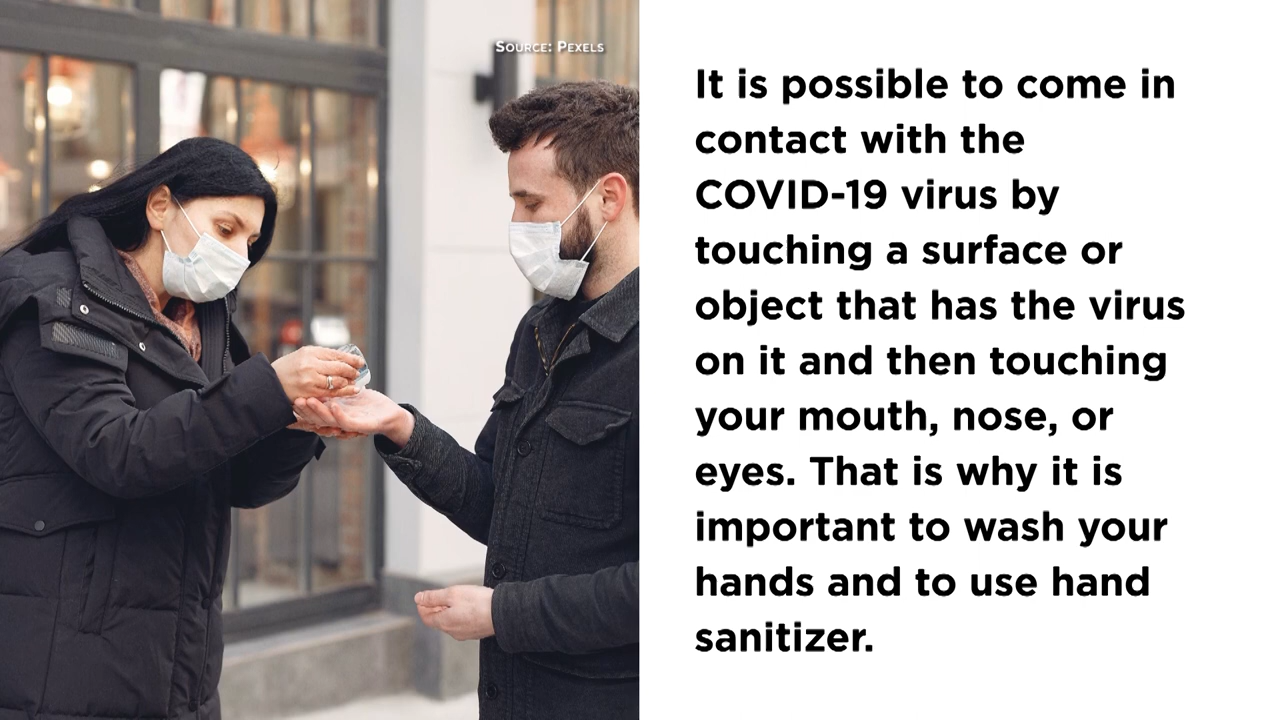 Source: Pexels
It is possible to come in
contact with the
COVID-19 virus by
touching a surface or
object that has the virus
on it and then touching
your mouth, nose, or
eyes. That is why it is
important to wash your
hands and to use hand
sanitizer.